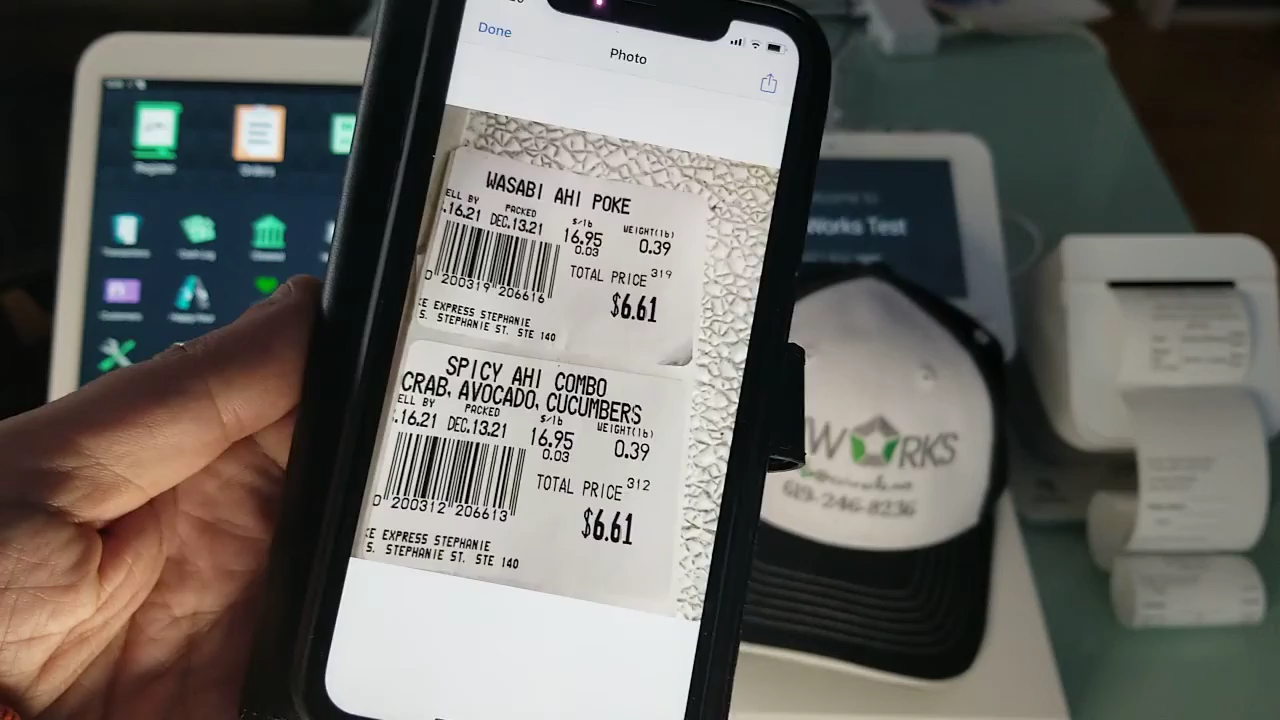 Done
Photo
WASABI AHI POKE
ELL BY PACKED $/lb WEIGHT(lb)
.16.21 DEC.13.21 16.95 0.39
0.03
TOTAL PRICE 319
$6.61
0 200319 206616
CE EXPRESS STEPHANIE
S. STEPHANIE ST. STE 140
SPICY AHI COMBO
CRAB, AVOCADO, CUCUMBERS
ELL BY PACKED $/lb WEIGHT(lb)
.16.21 DEC.13.21 16.95 0.39
0.03
TOTAL PRICE 312
$6.61
0 200312 206613
CE EXPRESS STEPHANIE
S. STEPHANIE ST. STE 140
Register
Orders
Works Test
WORKS
619-246-8236